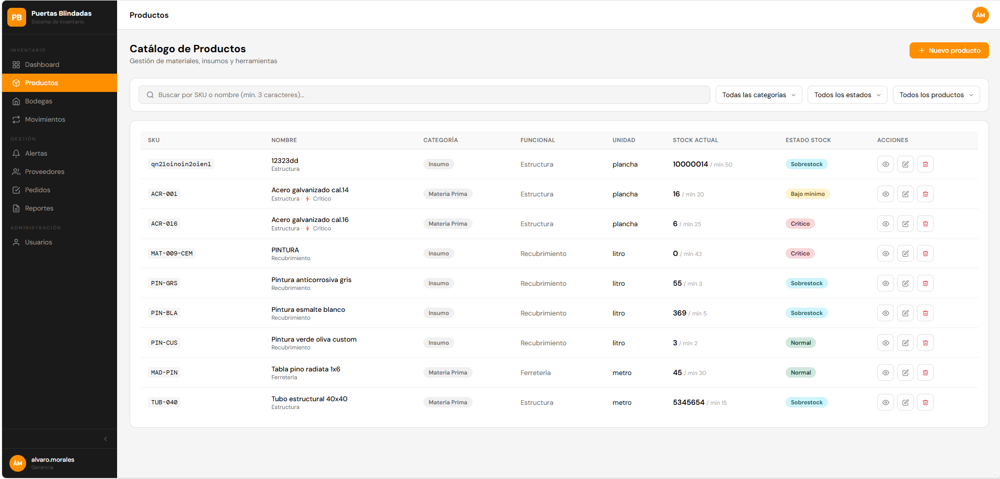 PB
Puertas Blindadas
Sistema de Inventario
INVENTARIO
Dashboard
Productos
Bodegas
Movimientos
GESTIÓN
Alertas
Proveedores
Pedidos
Reportes
ADMINISTRACIÓN
Usuarios
ÁM
alvaro.morales
Gerencia
Productos
ÁM
Catálogo de Productos
Gestión de materiales, insumos y herramientas
+ Nuevo producto
Buscar por SKU o nombre (mín. 3 caracteres)...
Todas las categorías
Todos los estados
Todos los productos
SKU NOMBRE CATEGORÍA FUNCIONAL UNIDAD STOCK ACTUAL ESTADO STOCK ACCIONES
qn21oinoin2oien1 12323dd Insumo Estructura plancha 10000014 / mín 50 Sobrestock
Estructura
ACR-001 Acero galvanizado cal.14 Materia Prima Estructura plancha 16 / mín 20 Bajo mínimo
Estructura · Crítico
ACR-016 Acero galvanizado cal.16 Materia Prima Estructura plancha 6 / mín 25 Crítico
Estructura · Crítico
MAT-009-CEM PINTURA Insumo Recubrimiento litro 0 / mín 43 Crítico
Recubrimiento
PIN-GRS Pintura anticorrosiva gris Insumo Recubrimiento litro 55 / mín 3 Sobrestock
Recubrimiento
PIN-BLA Pintura esmalte blanco Insumo Recubrimiento litro 369 / mín 5 Sobrestock
Recubrimiento
PIN-CUS Pintura verde oliva custom Insumo Recubrimiento litro 3 / mín 2 Normal
Recubrimiento
MAD-PIN Tabla pino radiata 1x6 Materia Prima Ferretería metro 45 / mín 30 Normal
Ferretería
TUB-040 Tubo estructural 40x40 Materia Prima Estructura metro 5345654 / mín 15 Sobrestock
Estructura